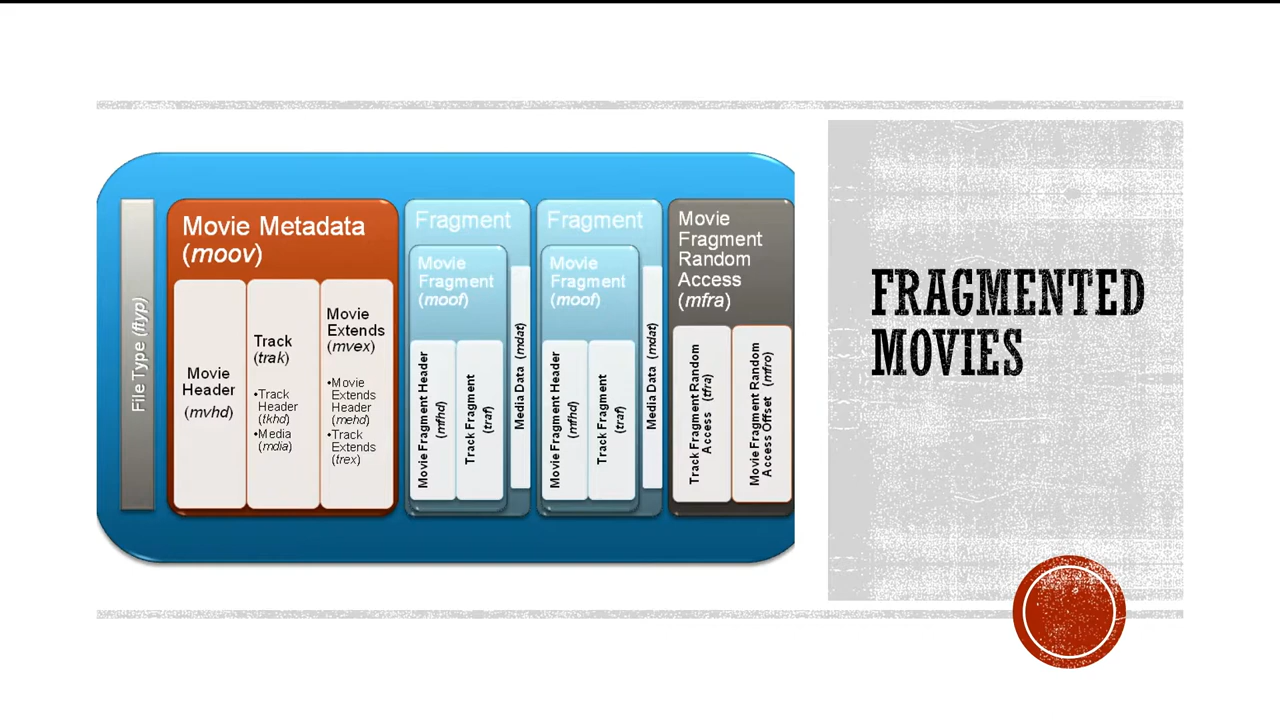 File Type (ftyp)
Movie Metadata
(moov)
Movie
Header
(mvhd)
Track
(trak)
•Track
Header
(tkhd)
•Media
(mdia)
Movie
Extends
(mvex)
•Movie
Extends
Header
(mehd)
•Track
Extends
(trex)
Fragment
Movie
Fragment
(moof)
Movie Fragment Header
(mfhd)
Track Fragment
(traf)
Media Data (mdat)
Fragment
Movie
Fragment
(moof)
Movie Fragment Header
(mfhd)
Track Fragment
(traf)
Media Data (mdat)
Movie
Fragment
Random
Access
(mfra)
Track Fragment Random
Access (tfra)
Movie Fragment Random
Access Offset (mfro)
FRAGMENTED
MOVIES